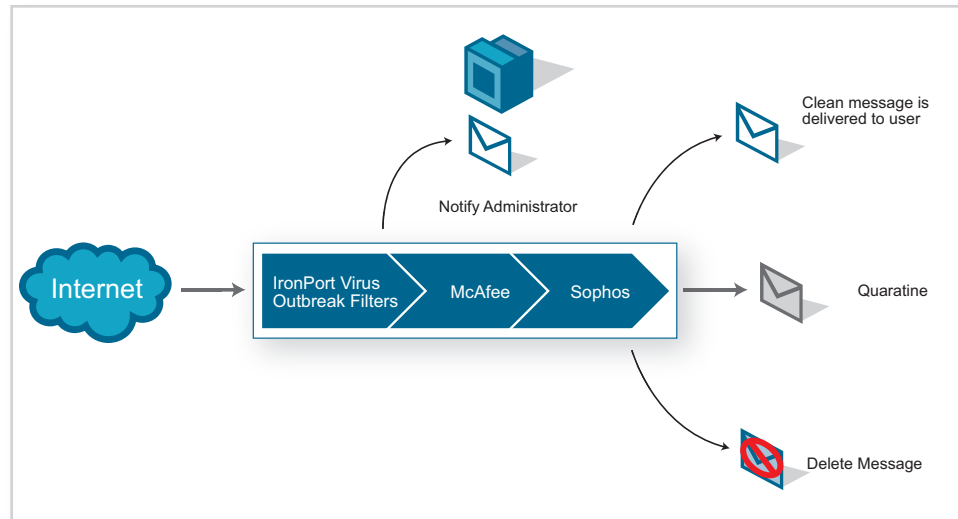 Clean message is
delivered to user
Notify Administrator
Internet
IronPort Virus
Outbreak Filters
McAfee
Sophos
Quaratine
Delete Message